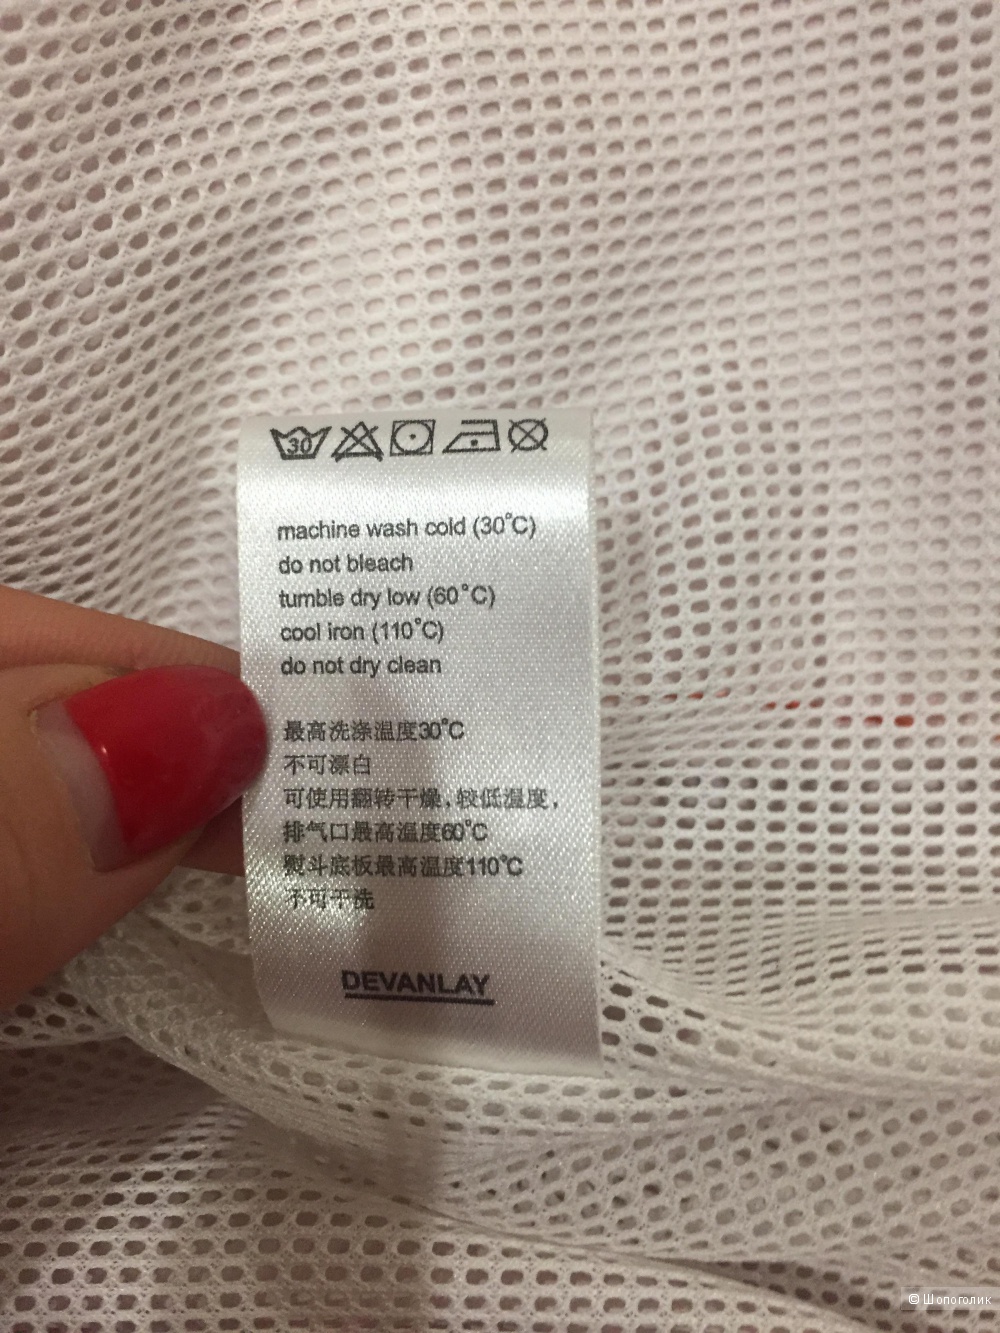 30
machine wash cold (30°C)
do not bleach
tumble dry low (60°C)
cool iron (110°C)
do not dry clean
最高洗涤温度30°C
不可漂白
可使用翻转干燥,较低温度,
排气口最高温度60°C
熨斗底板最高温度110°C
不可干洗
DEVANLAY
© Шопоголик